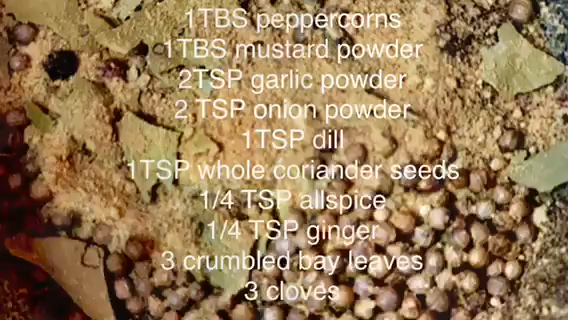 1TBS peppercorns
1TBS mustard powder
2TSP garlic powder
2 TSP onion powder
1TSP dill
1TSP whole coriander seeds
1/4 TSP allspice
1/4 TSP ginger
3 crumbled bay leaves
3 cloves